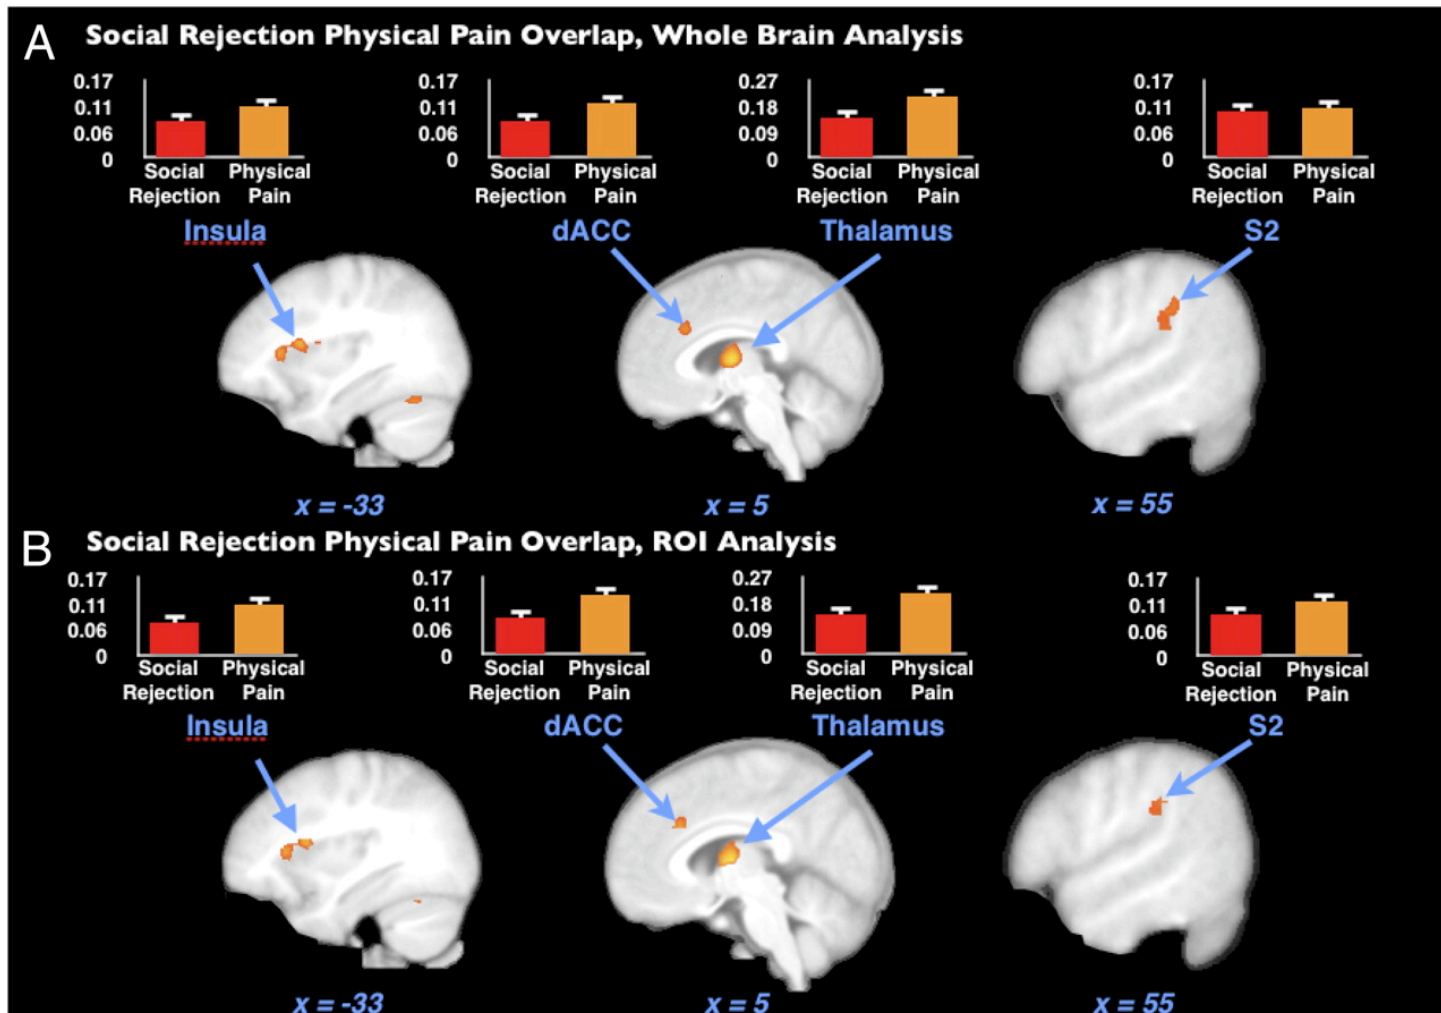 A
Social Rejection Physical Pain Overlap, Whole Brain Analysis
0.17
0.11
0.06
0
Social
Rejection
Physical
Pain
Insula
0.17
0.11
0.06
0
Social
Rejection
Physical
Pain
dACC
0.27
0.18
0.09
0
Social
Rejection
Physical
Pain
Thalamus
0.17
0.11
0.06
0
Social
Rejection
Physical
Pain
S2
x = -33
x = 5
x = 55
B
Social Rejection Physical Pain Overlap, ROI Analysis
0.17
0.11
0.06
0
Social
Rejection
Physical
Pain
Insula
0.17
0.11
0.06
0
Social
Rejection
Physical
Pain
dACC
0.27
0.18
0.09
0
Social
Rejection
Physical
Pain
Thalamus
0.17
0.11
0.06
0
Social
Rejection
Physical
Pain
S2
x = -33
x = 5
x = 55